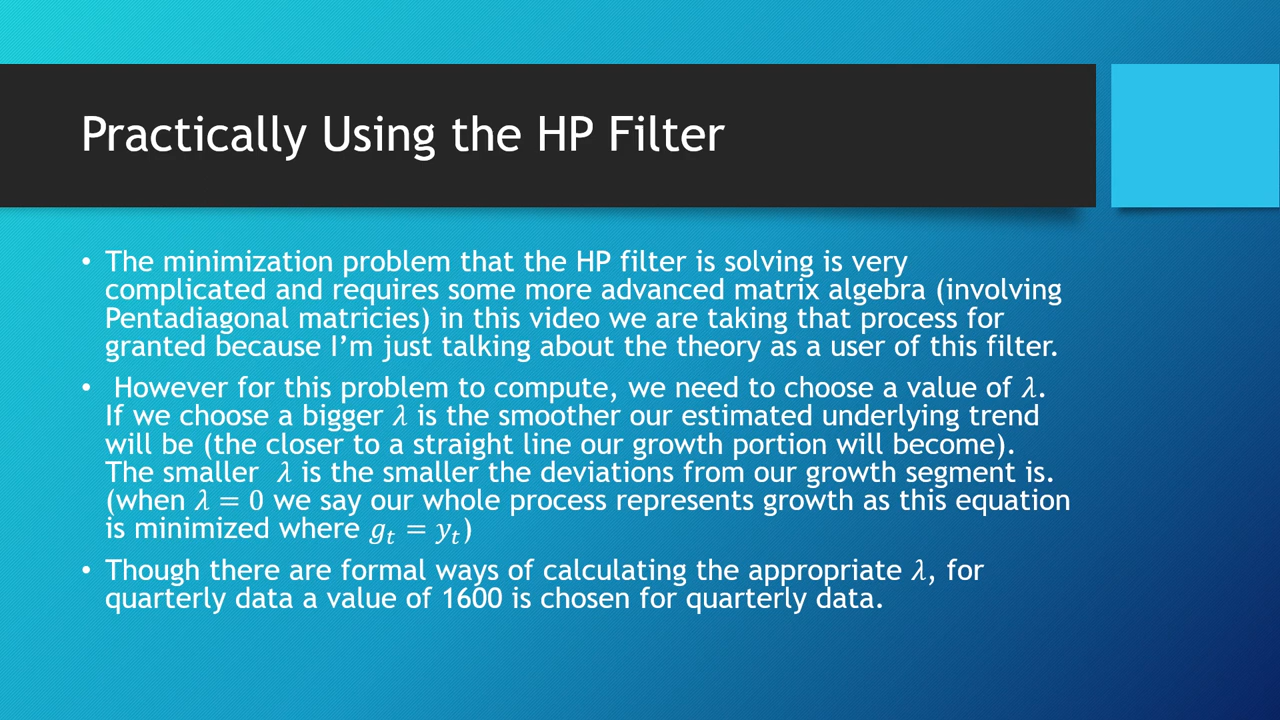 Practically Using the HP Filter
• The minimization problem that the HP filter is solving is very
complicated and requires some more advanced matrix algebra (involving
Pentadiagonal matricies) in this video we are taking that process for
granted because I’m just talking about the theory as a user of this filter.
• However for this problem to compute, we need to choose a value of 𝜆.
If we choose a bigger 𝜆 is the smoother our estimated underlying trend
will be (the closer to a straight line our growth portion will become).
The smaller 𝜆 is the smaller the deviations from our growth segment is.
(when 𝜆 = 0 we say our whole process represents growth as this equation
is minimized where 𝑔ₜ = 𝑦ₜ)
• Though there are formal ways of calculating the appropriate 𝜆, for
quarterly data a value of 1600 is chosen for quarterly data.